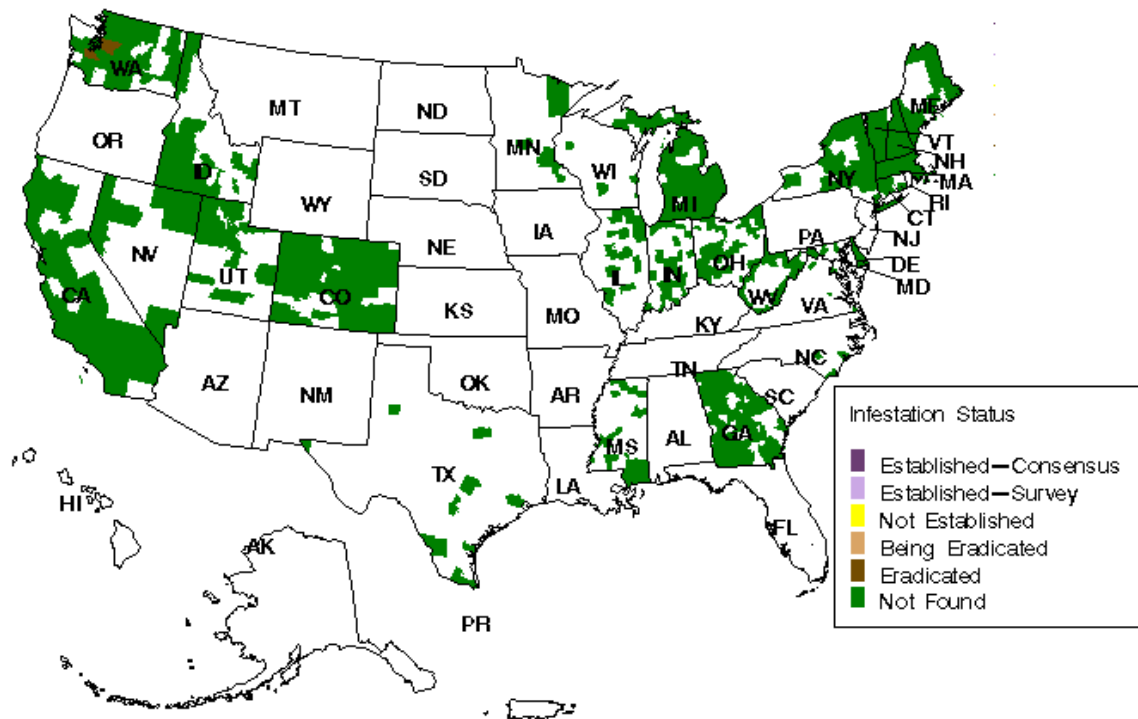 WA
MT
ND
OR
MN
ID
SD
WI
WY
MI
NY
ME
VT
NH
MA
RI
CT
NJ
IA
NE
PA
NV
UT
CO
IL
IN
OH
WV
DE
MD
VA
CA
KS
MO
KY
NC
TN
SC
AZ
NM
OK
AR
MS
AL
GA
TX
LA
FL
HI
AK
PR
Infestation Status
Established—Consensus
Established—Survey
Not Established
Being Eradicated
Eradicated
Not Found